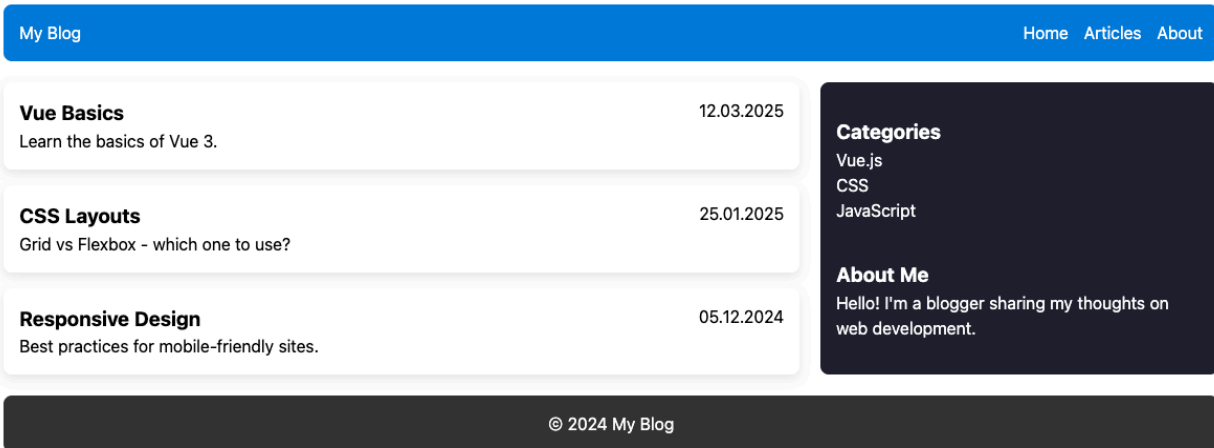 My Blog
Home Articles About
Vue Basics
12.03.2025
Learn the basics of Vue 3.
CSS Layouts
25.01.2025
Grid vs Flexbox - which one to use?
Responsive Design
05.12.2024
Best practices for mobile-friendly sites.
Categories
Vue.js
CSS
JavaScript
About Me
Hello! I'm a blogger sharing my thoughts on
web development.
© 2024 My Blog